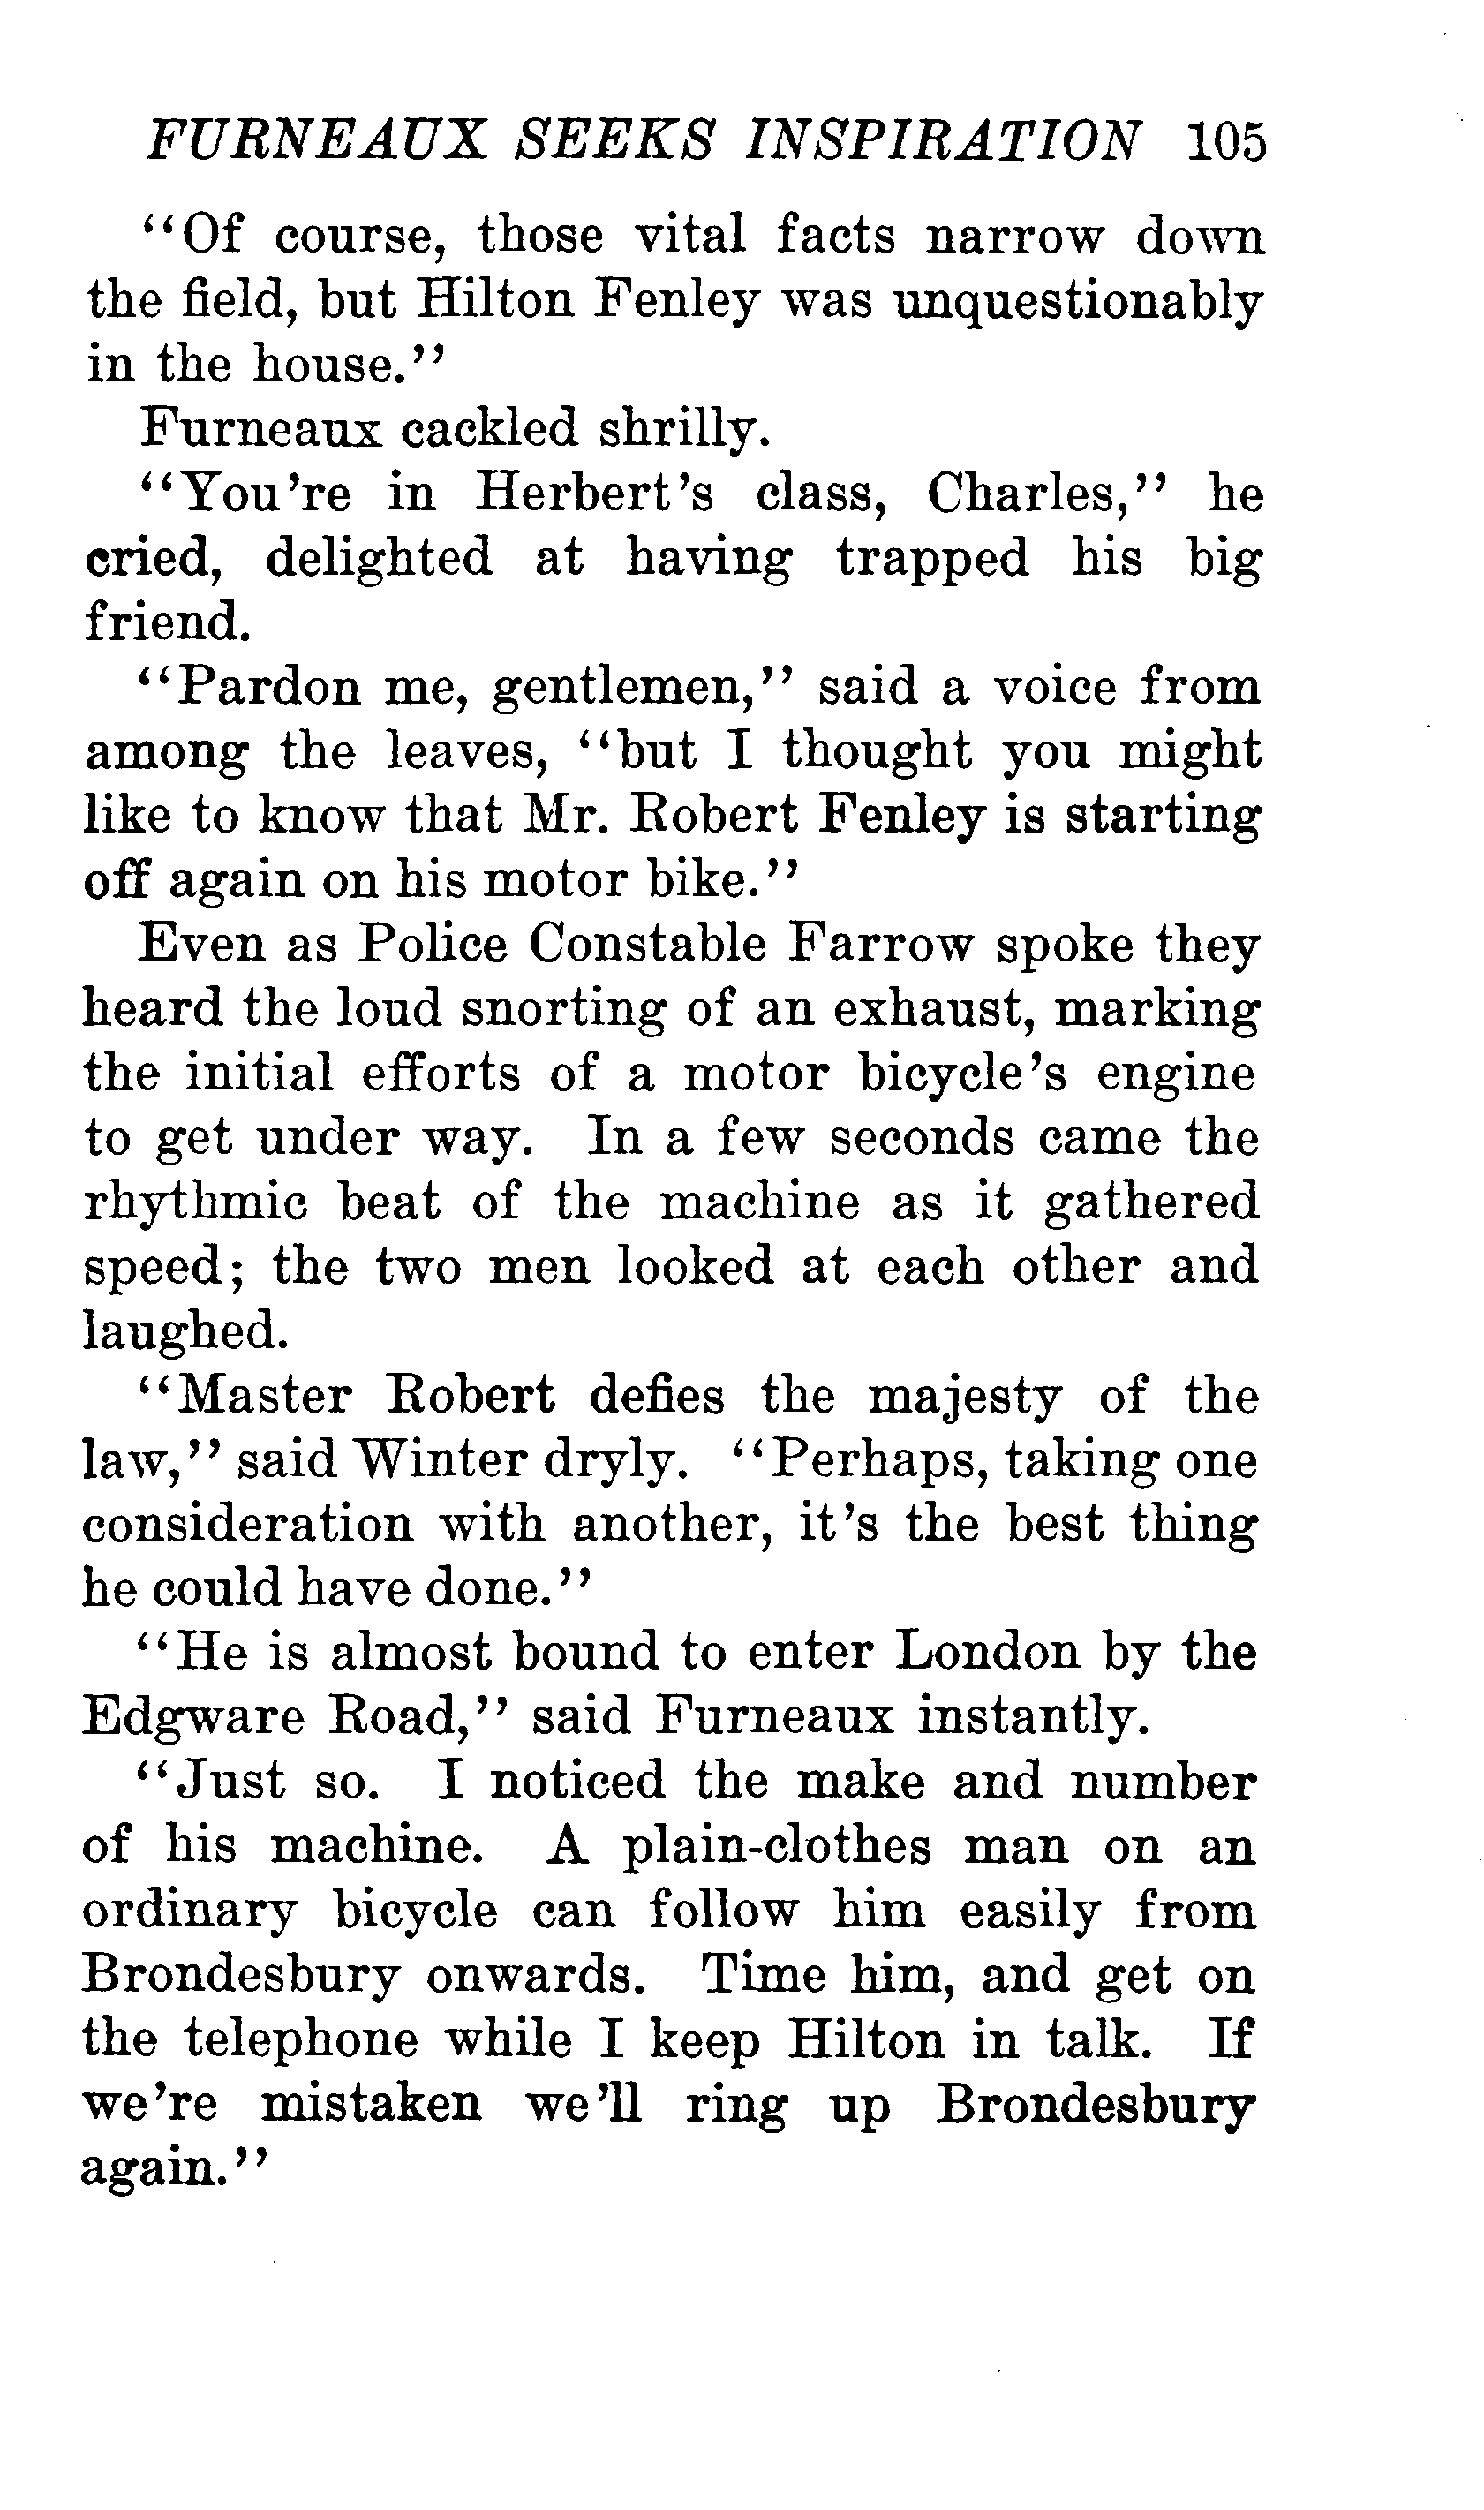 FURNEAUX SEEKS INSPIRATION 105
"Of course, those vital facts narrow down
the field, but Hilton Fenley was unquestionably
in the house."
Furneaux cackled shrilly.
"You're in Herbert's class, Charles," he
cried, delighted at having trapped his big
friend.
"Pardon me, gentlemen," said a voice from
among the leaves, "but I thought you might
like to know that Mr. Robert Fenley is starting
off again on his motor bike."
Even as Police Constable Farrow spoke they
heard the loud snorting of an exhaust, marking
the initial efforts of a motor bicycle's engine
to get under way. In a few seconds came the
rhythmic beat of the machine as it gathered
speed; the two men looked at each other and
laughed.
"Master Robert defies the majesty of the
law," said Winter dryly. "Perhaps, taking one
consideration with another, it's the best thing
he could have done."
"He is almost bound to enter London by the
Edgware Road," said Furneaux instantly.
"Just so. I noticed the make and number
of his machine. A plain-clothes man on an
ordinary bicycle can follow him easily from
Brondesbury onwards. Time him, and get on
the telephone while I keep Hilton in talk. If
we're mistaken we'll ring up Brondesbury
again."